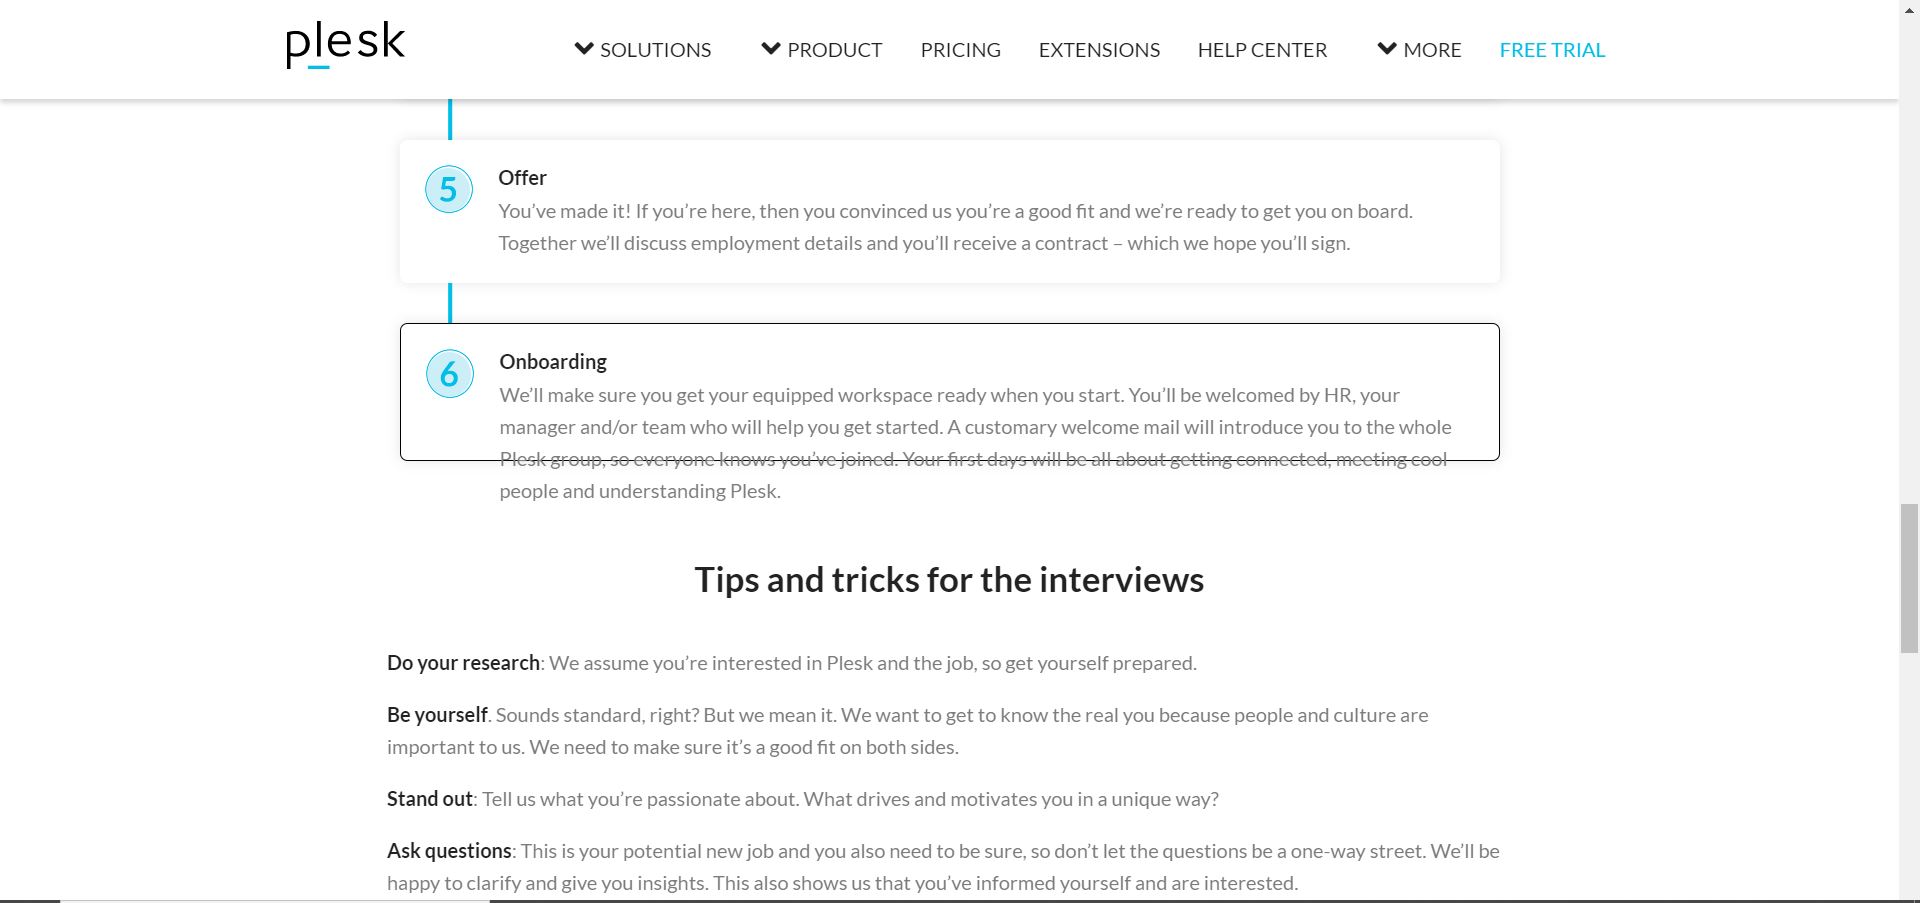 plesk
SOLUTIONS PRODUCT PRICING EXTENSIONS HELP CENTER MORE FREE TRIAL
5
Offer
You’ve made it! If you’re here, then you convinced us you’re a good fit and we’re ready to get you on board.
Together we’ll discuss employment details and you’ll receive a contract – which we hope you’ll sign.
6
Onboarding
We’ll make sure you get your equipped workspace ready when you start. You’ll be welcomed by HR, your
manager and/or team who will help you get started. A customary welcome mail will introduce you to the whole
Plesk group, so everyone knows you’ve joined. Your first days will be all about getting connected, meeting cool
people and understanding Plesk.
Tips and tricks for the interviews
Do your research: We assume you’re interested in Plesk and the job, so get yourself prepared.
Be yourself. Sounds standard, right? But we mean it. We want to get to know the real you because people and culture are
important to us. We need to make sure it’s a good fit on both sides.
Stand out: Tell us what you’re passionate about. What drives and motivates you in a unique way?
Ask questions: This is your potential new job and you also need to be sure, so don’t let the questions be a one-way street. We’ll be
happy to clarify and give you insights. This also shows us that you’ve informed yourself and are interested.